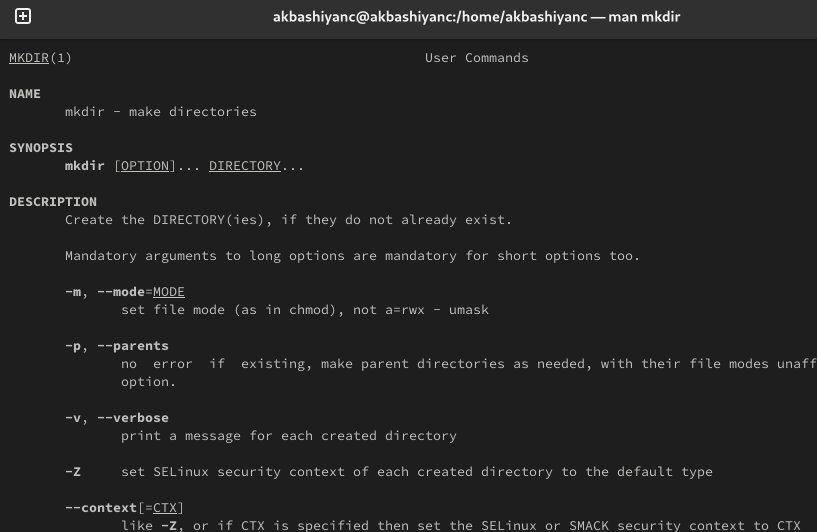 akbashiyanc@akbashiyanc:/home/akbashiyanc — man mkdir
MKDIR(1) User Commands
NAME
mkdir - make directories
SYNOPSIS
mkdir [OPTION]... DIRECTORY...
DESCRIPTION
Create the DIRECTORY(ies), if they do not already exist.
Mandatory arguments to long options are mandatory for short options too.
-m, --mode=MODE
set file mode (as in chmod), not a=rwx - umask
-p, --parents
no error if existing, make parent directories as needed, with their file modes unaff
option.
-v, --verbose
print a message for each created directory
-Z set SELinux security context of each created directory to the default type
--context[=CTX]
like -Z, or if CTX is specified then set the SELinux or SMACK security context to CTX